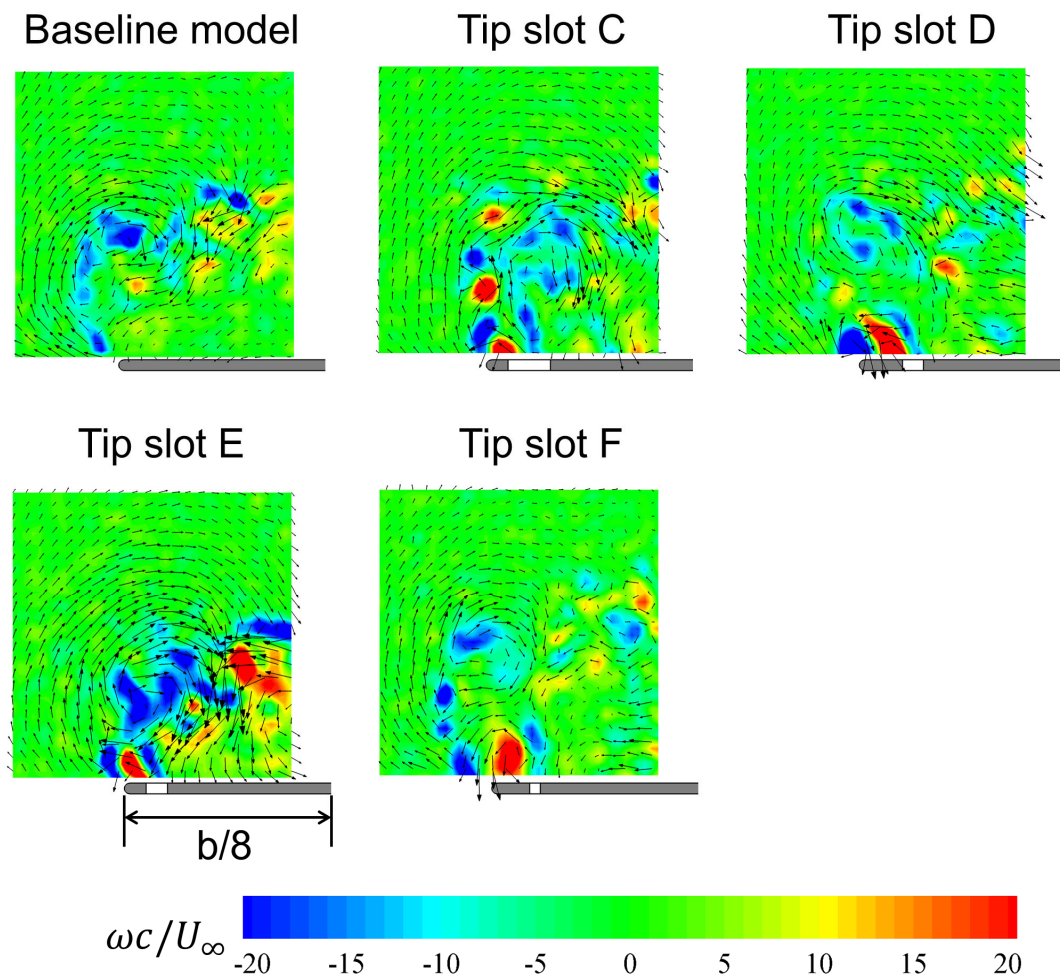 Baseline model Tip slot C Tip slot D
Tip slot E Tip slot F
b/8
ωc/U∞
-20 -15 -10 -5 0 5 10 15 20